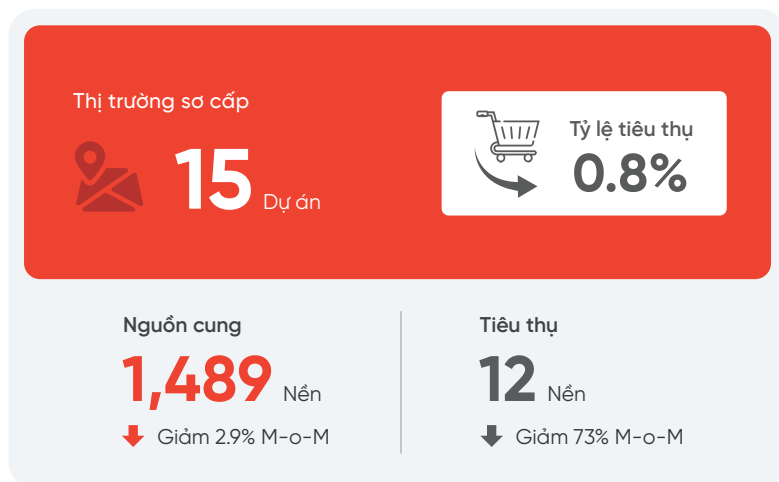 Thị trường sơ cấp
15 Dự án
Tỷ lệ tiêu thụ
0.8%
Nguồn cung
1,489 Nền
Giảm 2.9% M-o-M
Tiêu thụ
12 Nền
Giảm 73% M-o-M